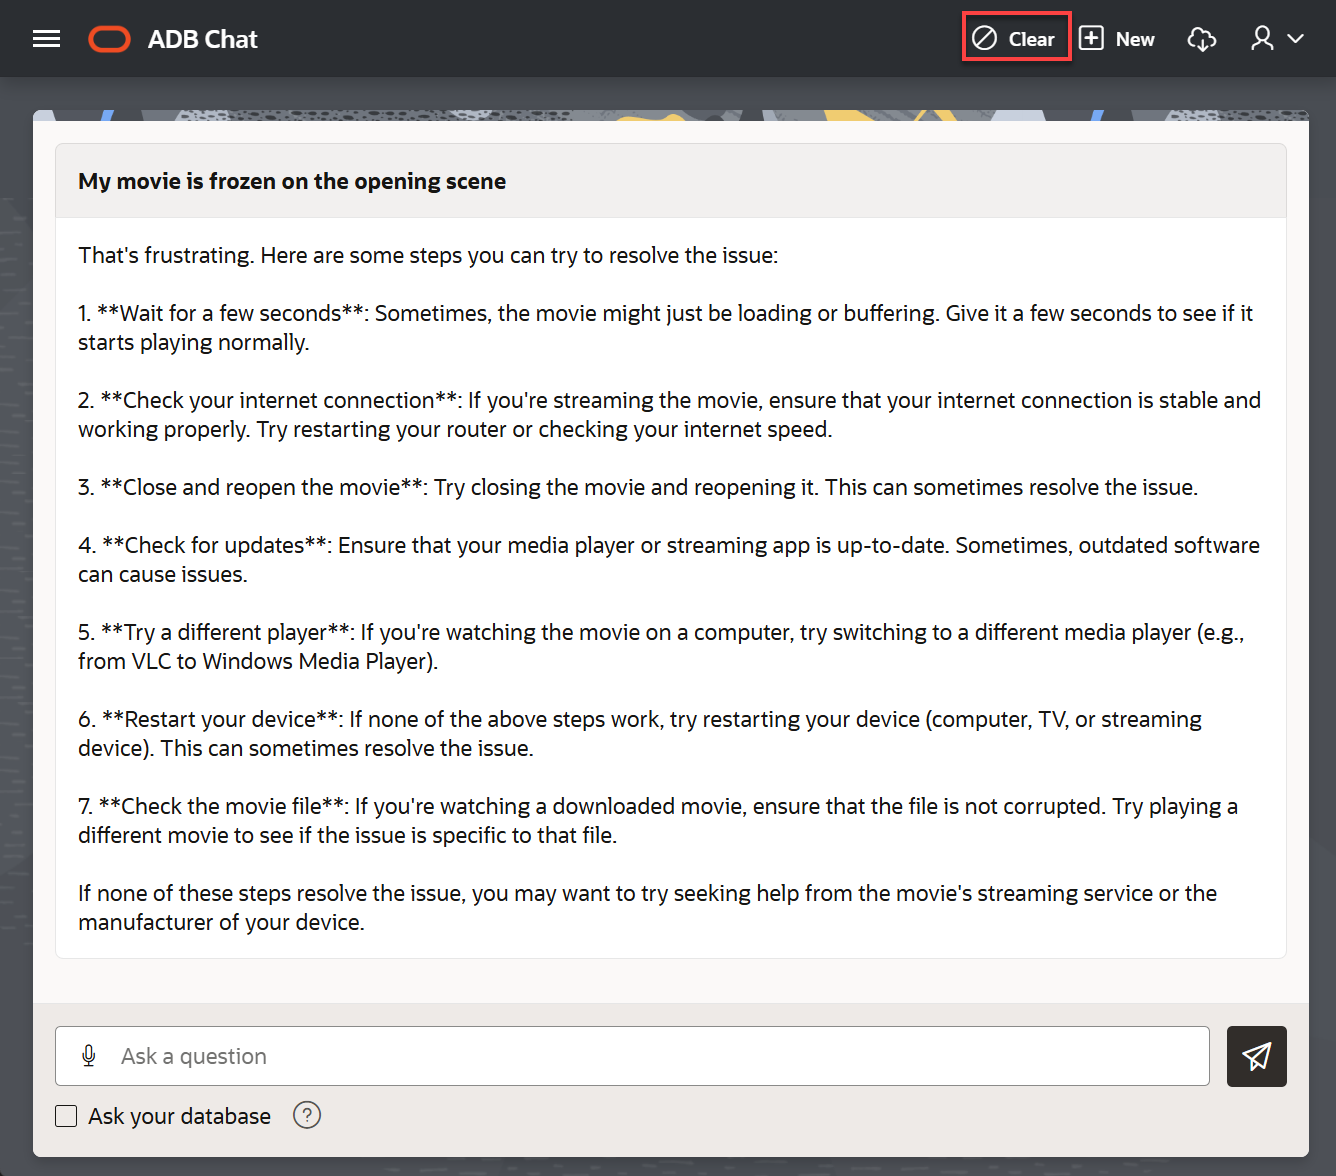 ADB Chat
Clear
New
My movie is frozen on the opening scene
That's frustrating. Here are some steps you can try to resolve the issue:
1. **Wait for a few seconds**: Sometimes, the movie might just be loading or buffering. Give it a few seconds to see if it
starts playing normally.
2. **Check your internet connection**: If you're streaming the movie, ensure that your internet connection is stable and
working properly. Try restarting your router or checking your internet speed.
3. **Close and reopen the movie**: Try closing the movie and reopening it. This can sometimes resolve the issue.
4. **Check for updates**: Ensure that your media player or streaming app is up-to-date. Sometimes, outdated software
can cause issues.
5. **Try a different player**: If you're watching the movie on a computer, try switching to a different media player (e.g.,
from VLC to Windows Media Player).
6. **Restart your device**: If none of the above steps work, try restarting your device (computer, TV, or streaming
device). This can sometimes resolve the issue.
7. **Check the movie file**: If you're watching a downloaded movie, ensure that the file is not corrupted. Try playing a
different movie to see if the issue is specific to that file.
If none of these steps resolve the issue, you may want to try seeking help from the movie's streaming service or the
manufacturer of your device.
Ask a question
Ask your database ?